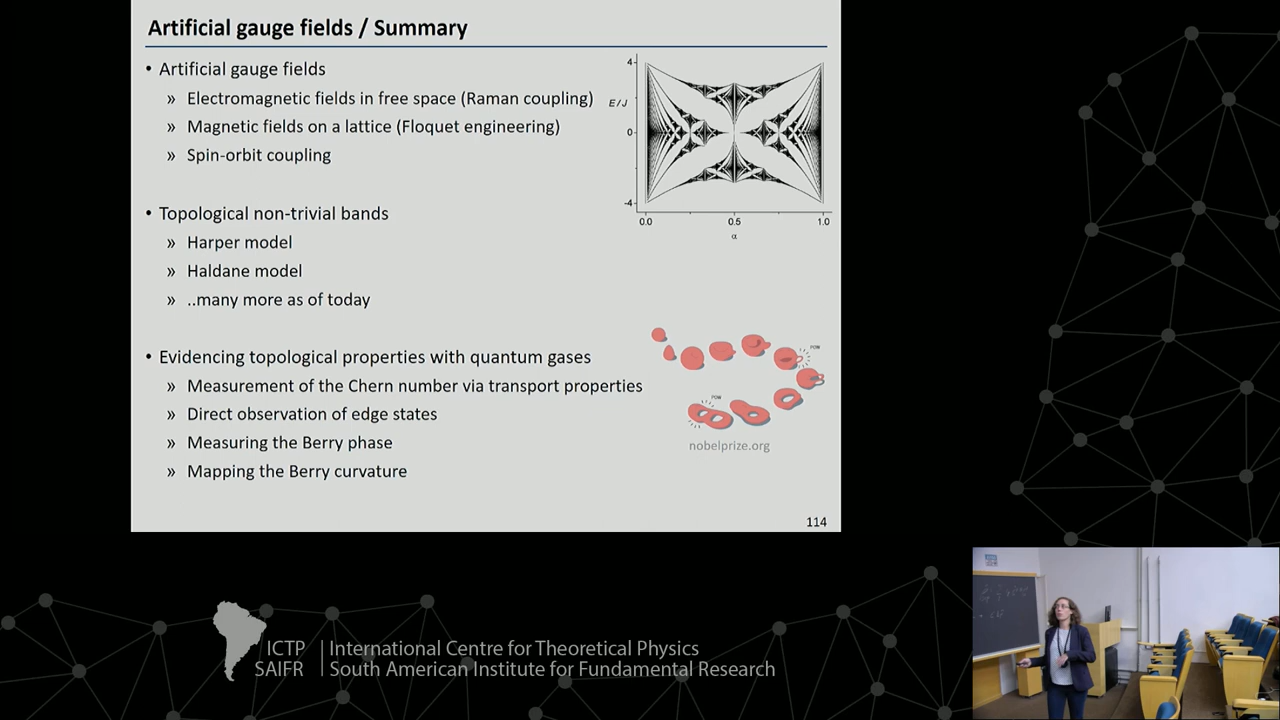 Artificial gauge fields / Summary
• Artificial gauge fields
» Electromagnetic fields in free space (Raman coupling)
» Magnetic fields on a lattice (Floquet engineering)
» Spin-orbit coupling
• Topological non-trivial bands
» Harper model
» Haldane model
» ..many more as of today
• Evidencing topological properties with quantum gases
» Measurement of the Chern number via transport properties
» Direct observation of edge states
» Measuring the Berry phase
» Mapping the Berry curvature
4
E/J
0
-4
0.0 0.5 1.0
α
POW
POW
nobelprize.org
114
ICTP
SAIFR
International Centre for Theoretical Physics
South American Institute for Fundamental Research